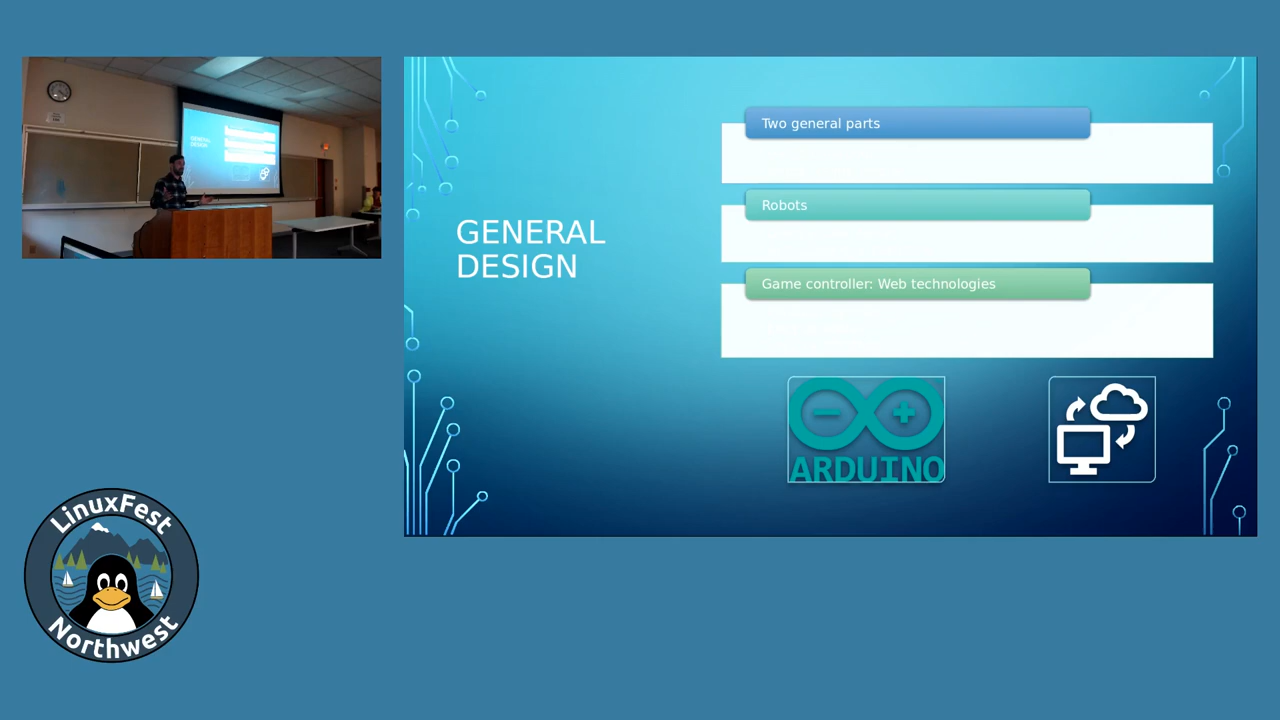 GENERAL
DESIGN
Two general parts
Robots
Game controller: Web technologies
ARDUINO
LinuxFest
Northwest